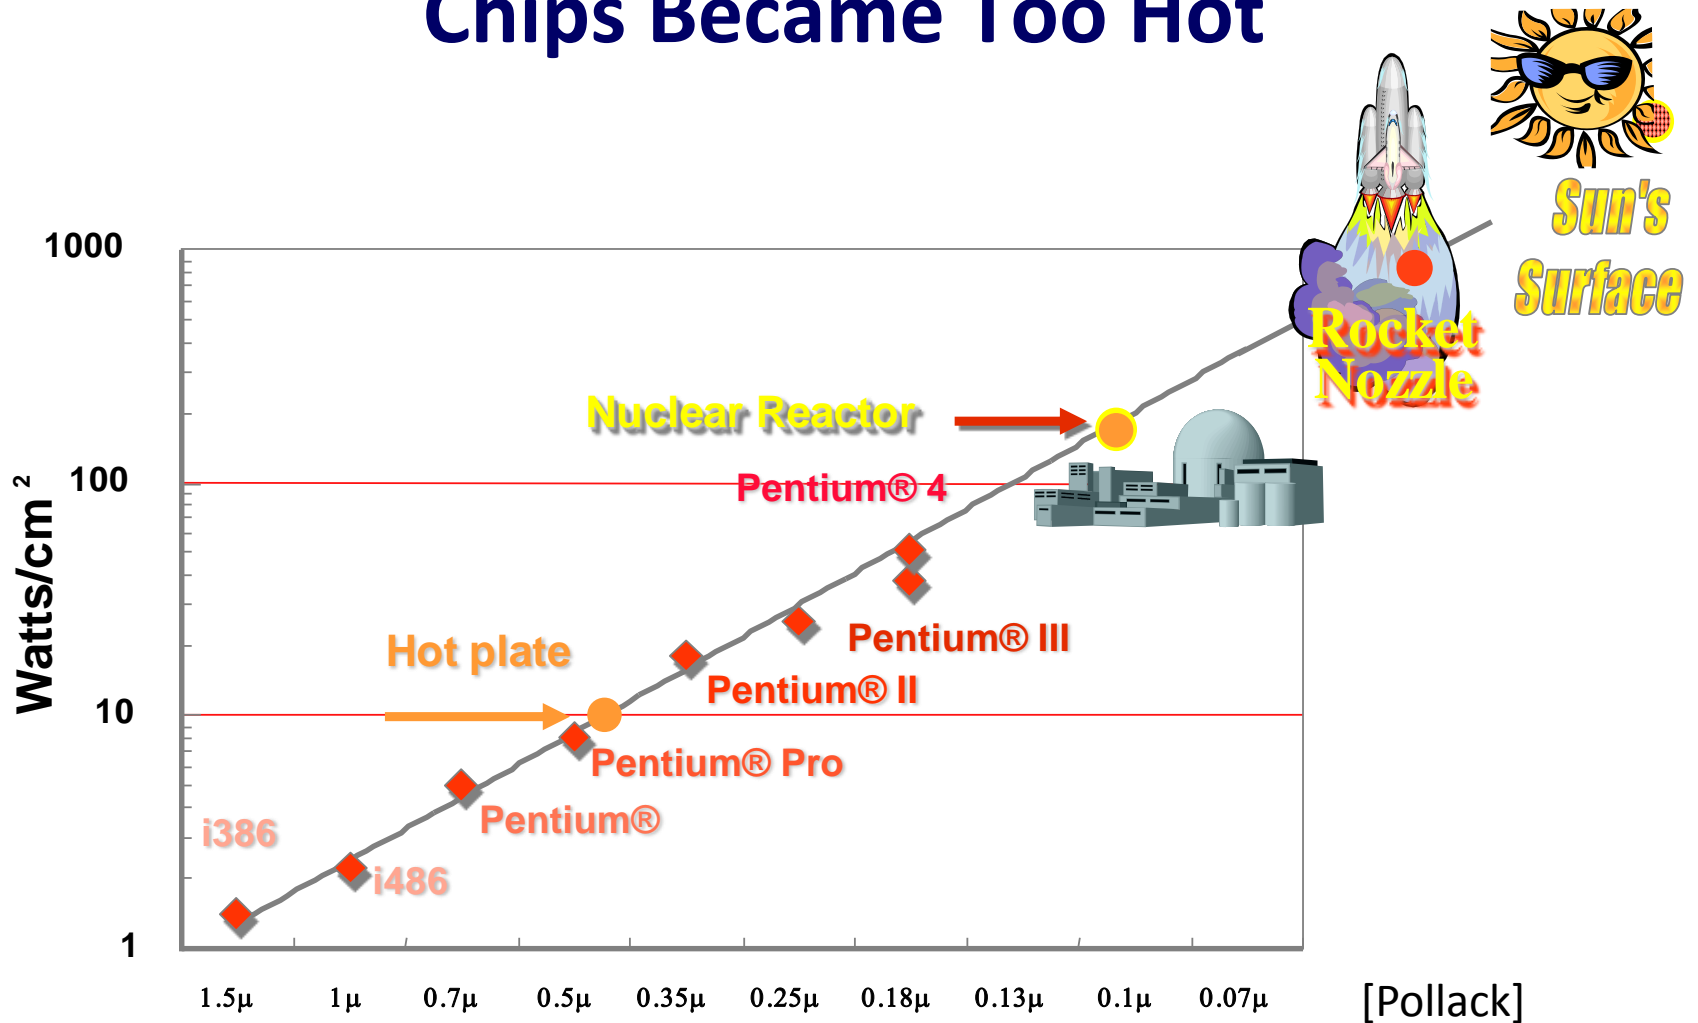 Chips Became Too Hot
Sun's
Surface
1000
Rocket
Nozzle
Nuclear Reactor
100
Pentium® 4
Watts/cm²
Pentium® III
Hot plate
Pentium® II
10
Pentium® Pro
Pentium®
i386
i486
1
1.5μ 1μ 0.7μ 0.5μ 0.35μ 0.25μ 0.18μ 0.13μ 0.1μ 0.07μ
[Pollack]